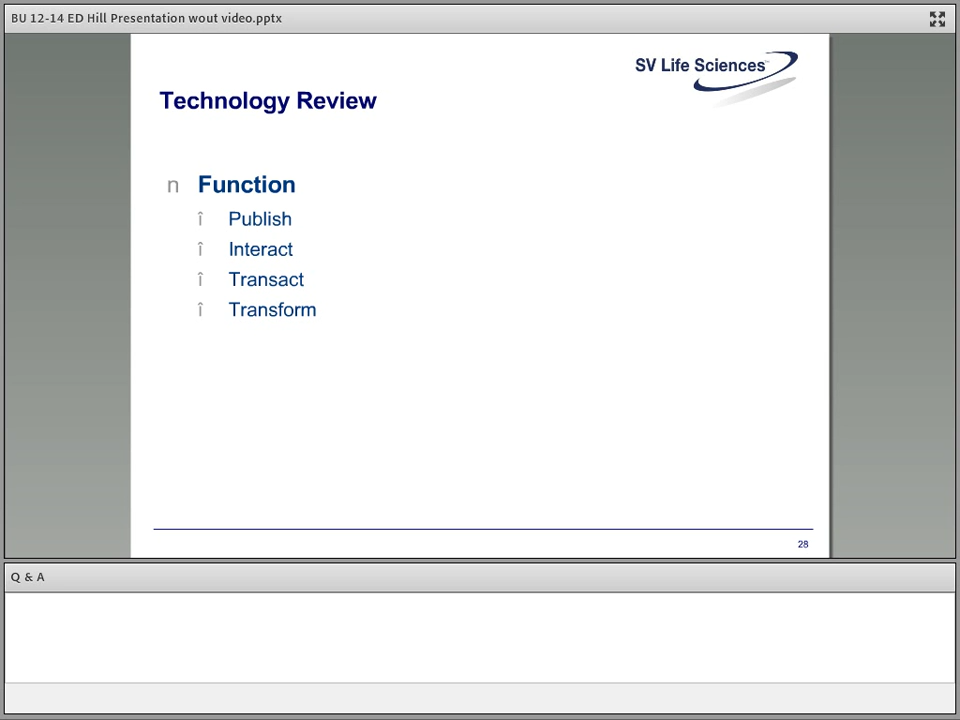 BU 12-14 ED Hill Presentation wout video.pptx
SV Life Sciences™
Technology Review
n Function
î Publish
î Interact
î Transact
î Transform
28
Q & A